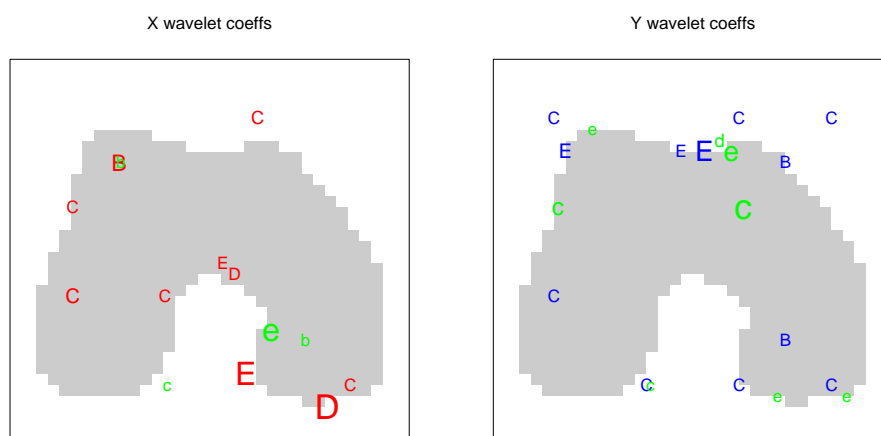 X wavelet coeffs Y wavelet coeffs
C C C C
e
d
B b E E E e B
C c c
E
D
C C C
e b B
E
C c C C c C C
D e e